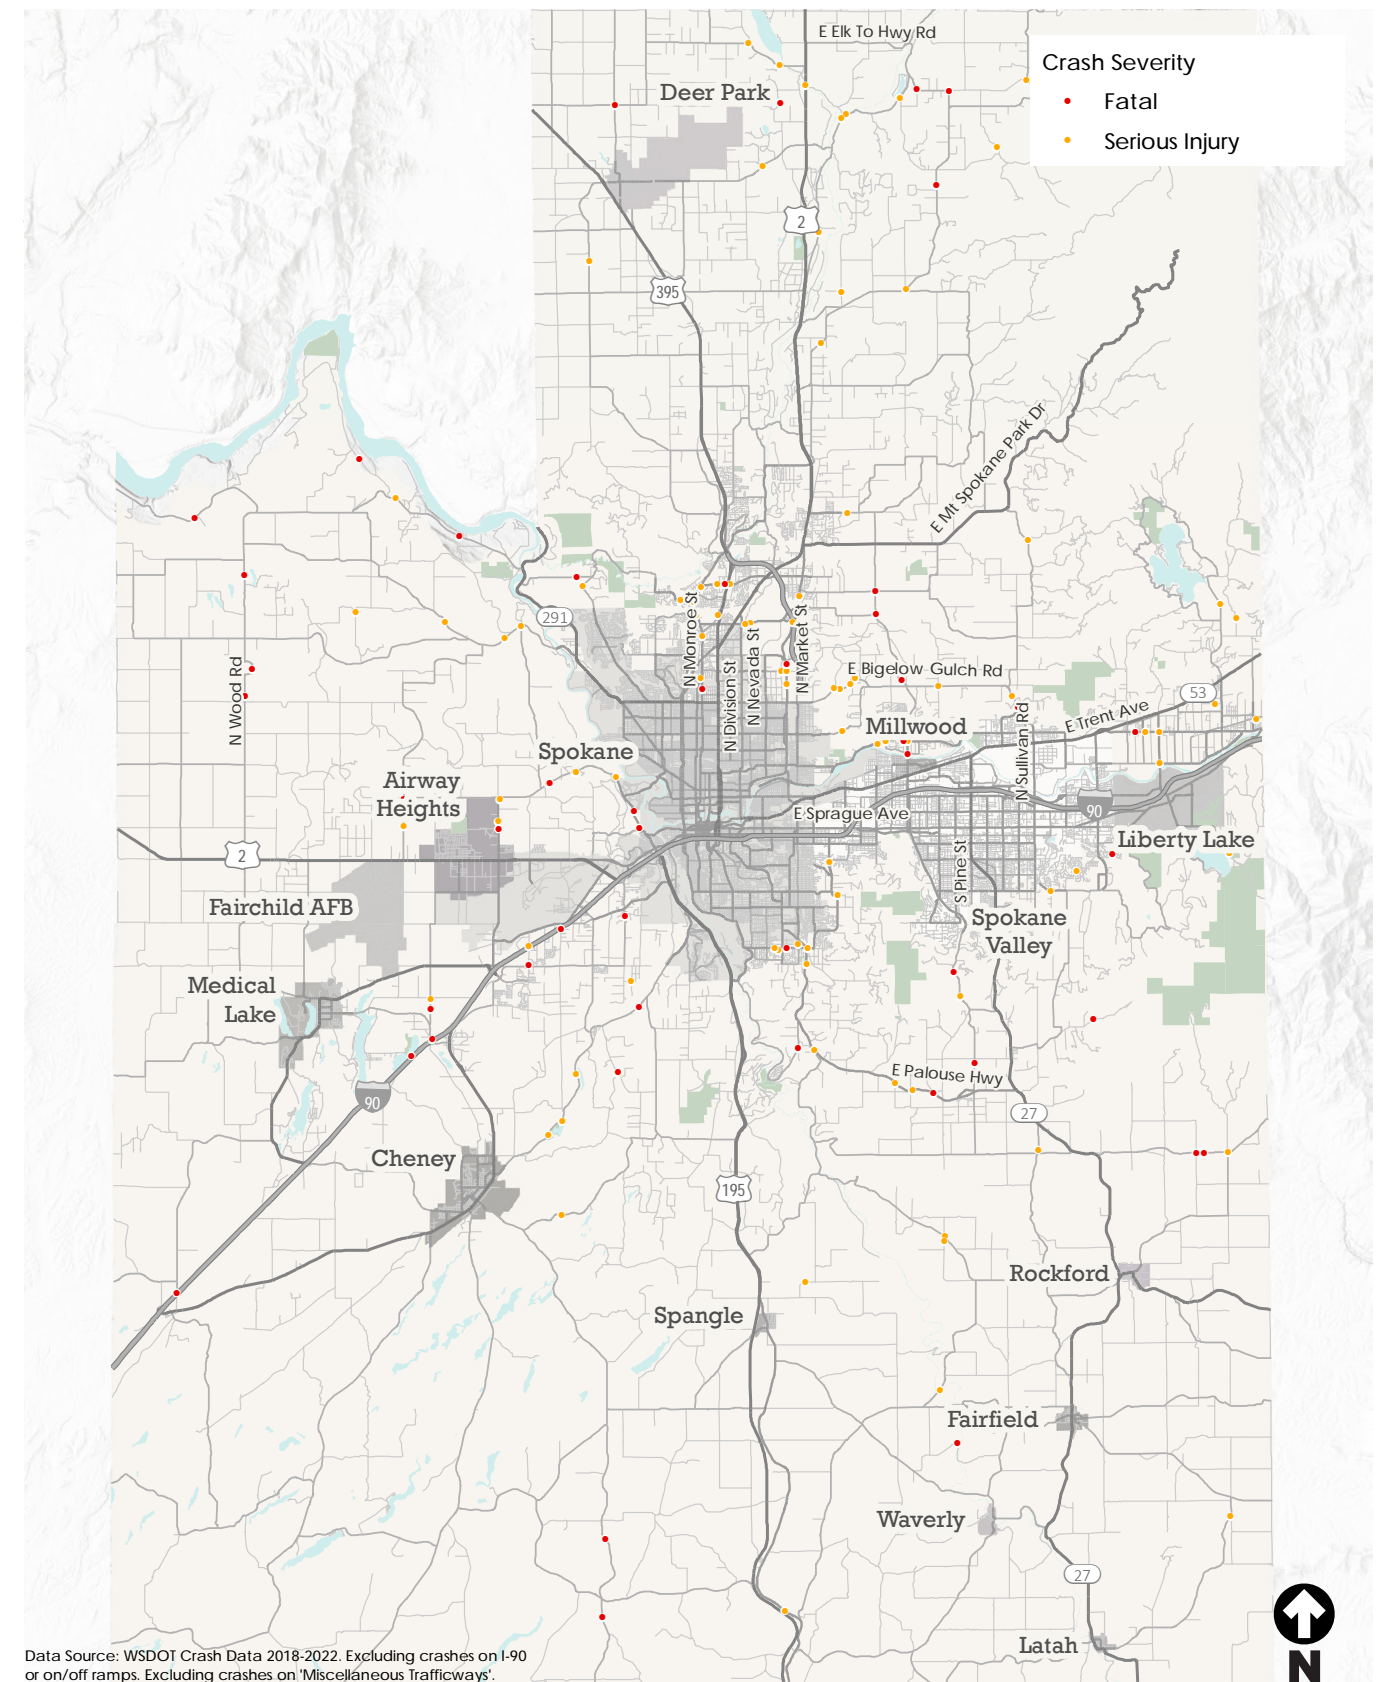 E Elk To Hwy Rd
Crash Severity
Fatal
Serious Injury
Deer Park
2
395
E Mt Spokane Park Dr
291
N Monroe St
N Division St
N Nevada St
N Market St
E Bigelow Gulch Rd
N Wood Rd
53
E Trent Ave
N Sullivan Rd
Millwood
Spokane
Airway
Heights
90
E Sprague Ave
Liberty Lake
2
S Pine St
Fairchild AFB
Spokane
Valley
Medical
Lake
E Palouse Hwy
90
27
Cheney
195
Rockford
Spangle
Fairfield
Waverly
27
Latah
N
Data Source: WSDOT Crash Data 2018-2022. Excluding crashes on I-90
or on/off ramps. Excluding crashes on 'Miscellaneous Trafficways'.